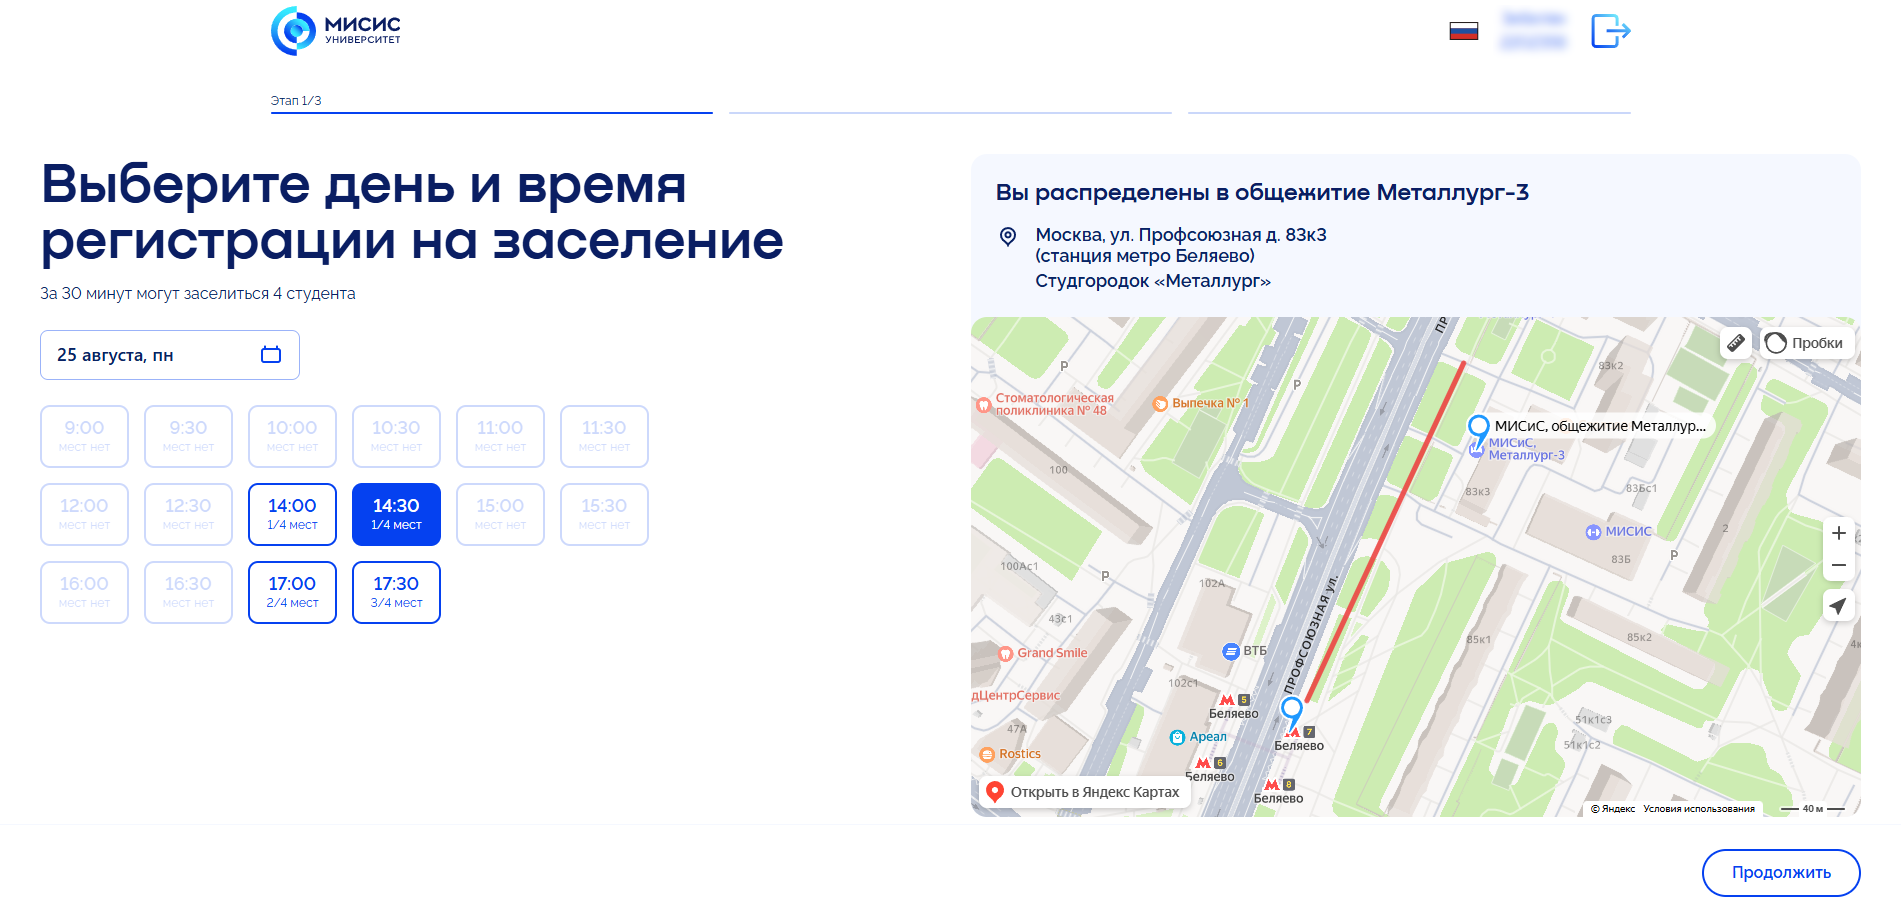 МИСИС
УНИВЕРСИТЕТ
Этап 1/3
Выберите день и время
регистрации на заселение
За 30 минут могут заселиться 4 студента
25 августа, пн
9:00
мест нет
9:30
мест нет
10:00
мест нет
10:30
мест нет
11:00
мест нет
11:30
мест нет
12:00
мест нет
12:30
мест нет
14:00
1/4 мест
14:30
1/4 мест
15:00
мест нет
15:30
мест нет
16:00
мест нет
16:30
мест нет
17:00
2/4 мест
17:30
3/4 мест
Вы распределены в общежитие Металлург-3
Москва, ул. Профсоюзная д. 83к3
(станция метро Беляево)
Студгородок «Металлург»
ПР
Пробки
P
83к2
P
Стоматологическая
поликлиника № 48
Выпечка № 1
МИСиС, общежитие Металлур...
МИСиС,
Металлург-3
100
83к3
83Бс1
МИСИС
2
83Б
P
100Ас1
P
102А
ПРОФСОЮЗНАЯ ул.
43с1
85к1
85к2
4к
Grand Smile
ВТБ
102с1
дЦентрСервис
5
Беляево
47А
Ареал
7
Беляево
51к1с3
51к1с2
Rostics
6
Беляево
8
Беляево
Открыть в Яндекс Картах
© Яндекс Условия использования
40 м
Продолжить